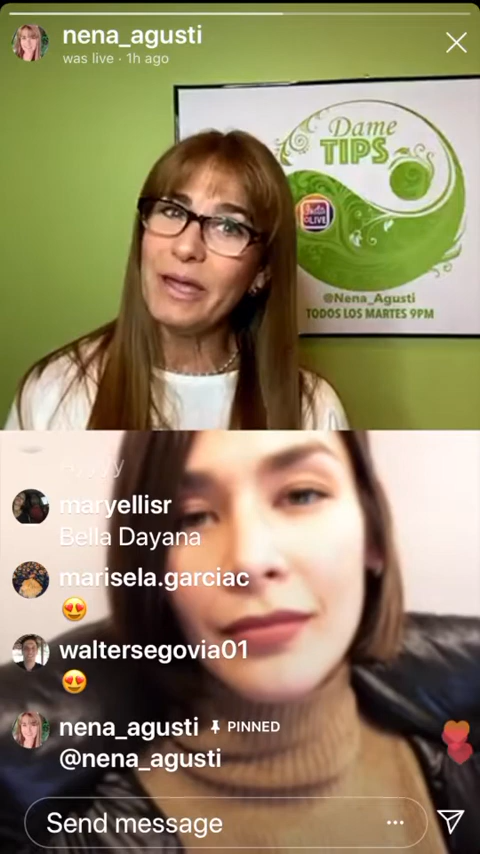 nena_agusti
was live · 1h ago
Dame
TIPS
LIVE
@Nena_Agusti
TODOS LOS MARTES 9PM
maryellisr
Bella Dayana
marisela.garciac
😍
waltersegovia01
😍
nena_agusti PINNED
@nena_agusti
Send message